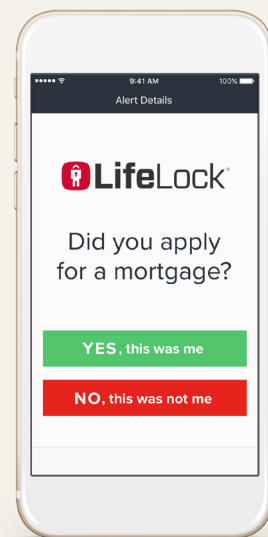 9:41 AM
100%
Alert Details
LifeLock
Did you apply
for a mortgage?
YES, this was me
NO, this was not me